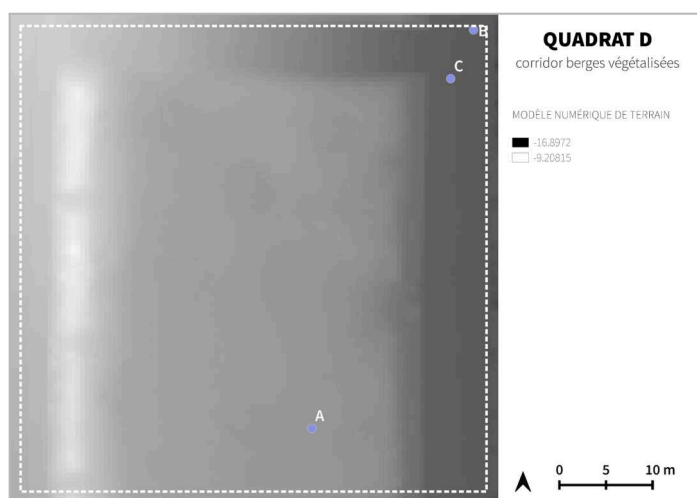 B
C
A
QUADRAT D
corridor berges végétalisées
MODÈLE NUMÉRIQUE DE TERRAIN
-16.8972
-9.20815
0 5 10 m